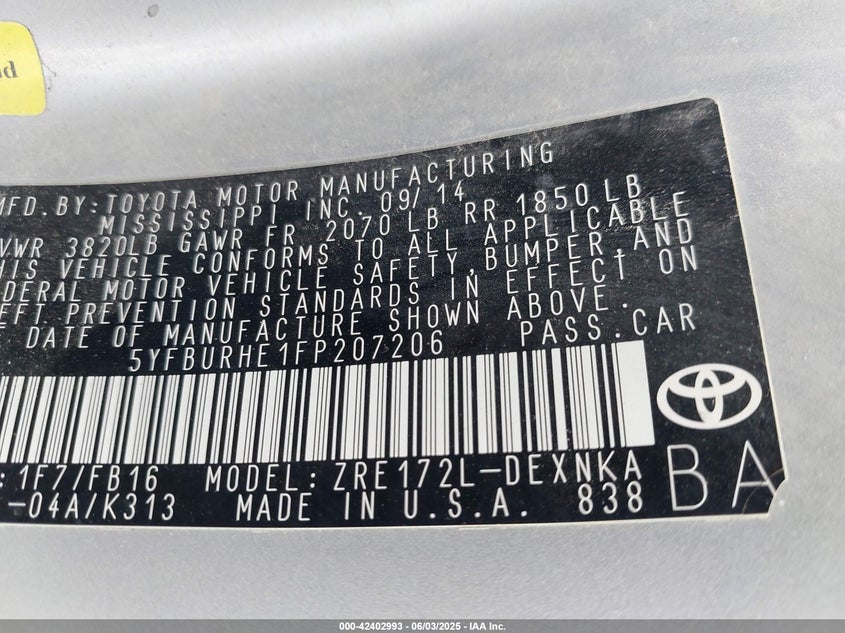 MFD. BY: TOYOTA MOTOR MANUFACTURING
MISSISSIPPI INC. 09/14
VWR 3820LB GAWR FR 2070 LB RR 1850 LB
HIS VEHICLE CONFORMS TO ALL APPLICABLE
DERAL MOTOR VEHICLE SAFETY, BUMPER, AND
EFT PREVENTION STANDARDS IN EFFECT ON
E DATE OF MANUFACTURE SHOWN ABOVE.
5YFBURHE1FP207206 PASS. CAR
: 1F7/FB16 MODEL: ZRE172L-DEXNKA
-04A/K313 MADE IN U.S.A. 838
BA
000-42402993 - 06/03/2025 - IAA Inc.